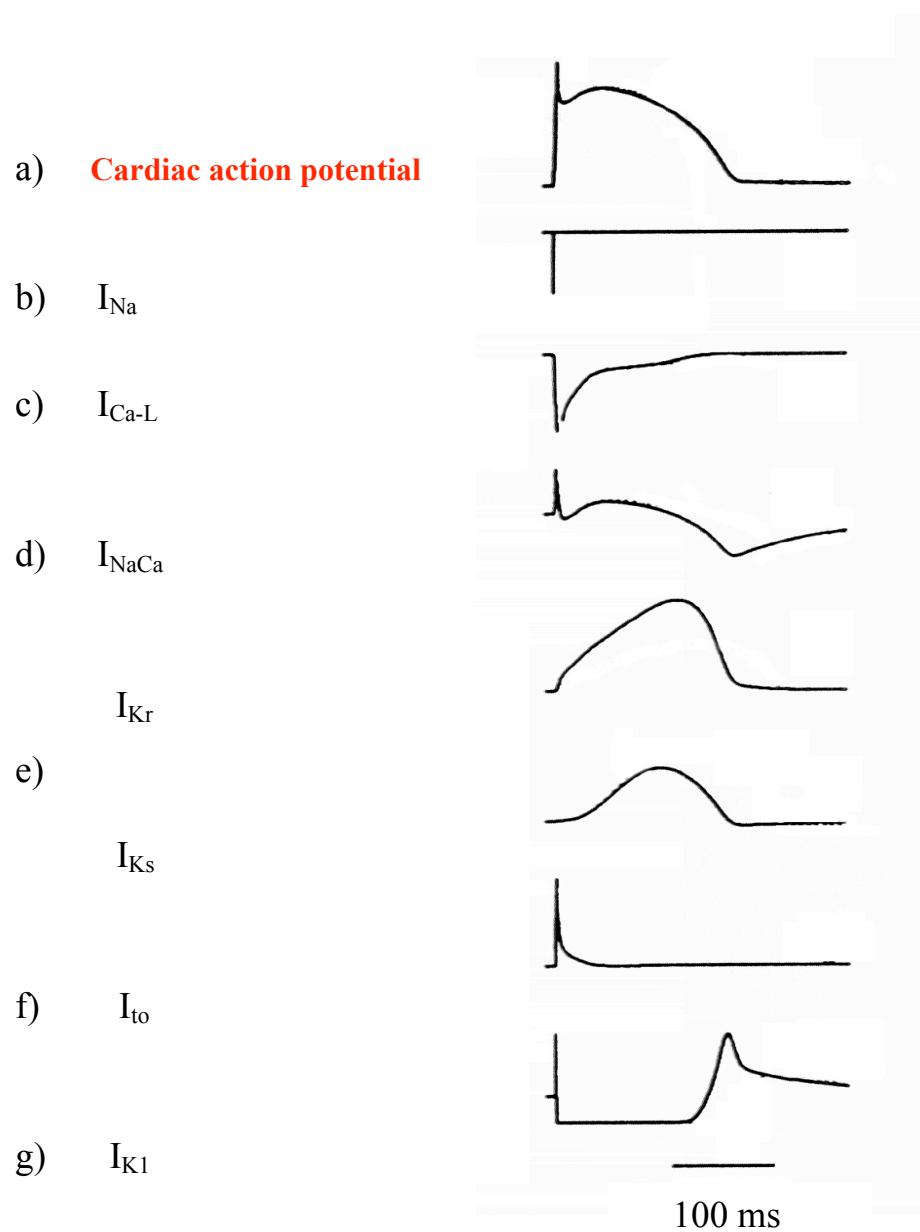 a) Cardiac action potential
b) I_Na
c) I_Ca-L
d) I_NaCa
I_Kr
e)
I_Ks
f) I_to
g) I_K1
100 ms